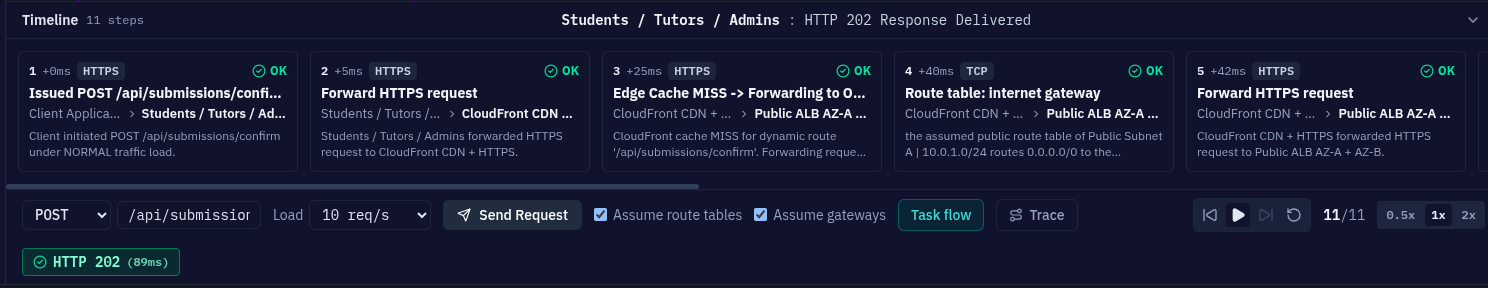 Timeline 11 steps
Students / Tutors / Admins : HTTP 202 Response Delivered
1 +0ms HTTPS OK
Issued POST /api/submissions/confi...
Client Applica... › Students / Tutors / Ad...
Client initiated POST /api/submissions/confirm
under NORMAL traffic load.
2 +5ms HTTPS OK
Forward HTTPS request
Students / Tutors /... › CloudFront CDN ...
Students / Tutors / Admins forwarded HTTPS
request to CloudFront CDN + HTTPS.
3 +25ms HTTPS OK
Edge Cache MISS -> Forwarding to O...
CloudFront CDN + ... › Public ALB AZ-A ...
CloudFront cache MISS for dynamic route
'/api/submissions/confirm'. Forwarding reque...
4 +40ms TCP OK
Route table: internet gateway
CloudFront CDN + ... › Public ALB AZ-A ...
the assumed public route table of Public Subnet
A | 10.0.1.0/24 routes 0.0.0.0/0 to the...
5 +42ms HTTPS OK
Forward HTTPS request
CloudFront CDN + ... › Public ALB AZ-A ...
CloudFront CDN + HTTPS forwarded HTTPS
request to Public ALB AZ-A + AZ-B.
POST /api/submission Load 10 req/s Send Request Assume route tables Assume gateways Task flow Trace 11/11 0.5x 1x 2x
HTTP 202 (89ms)